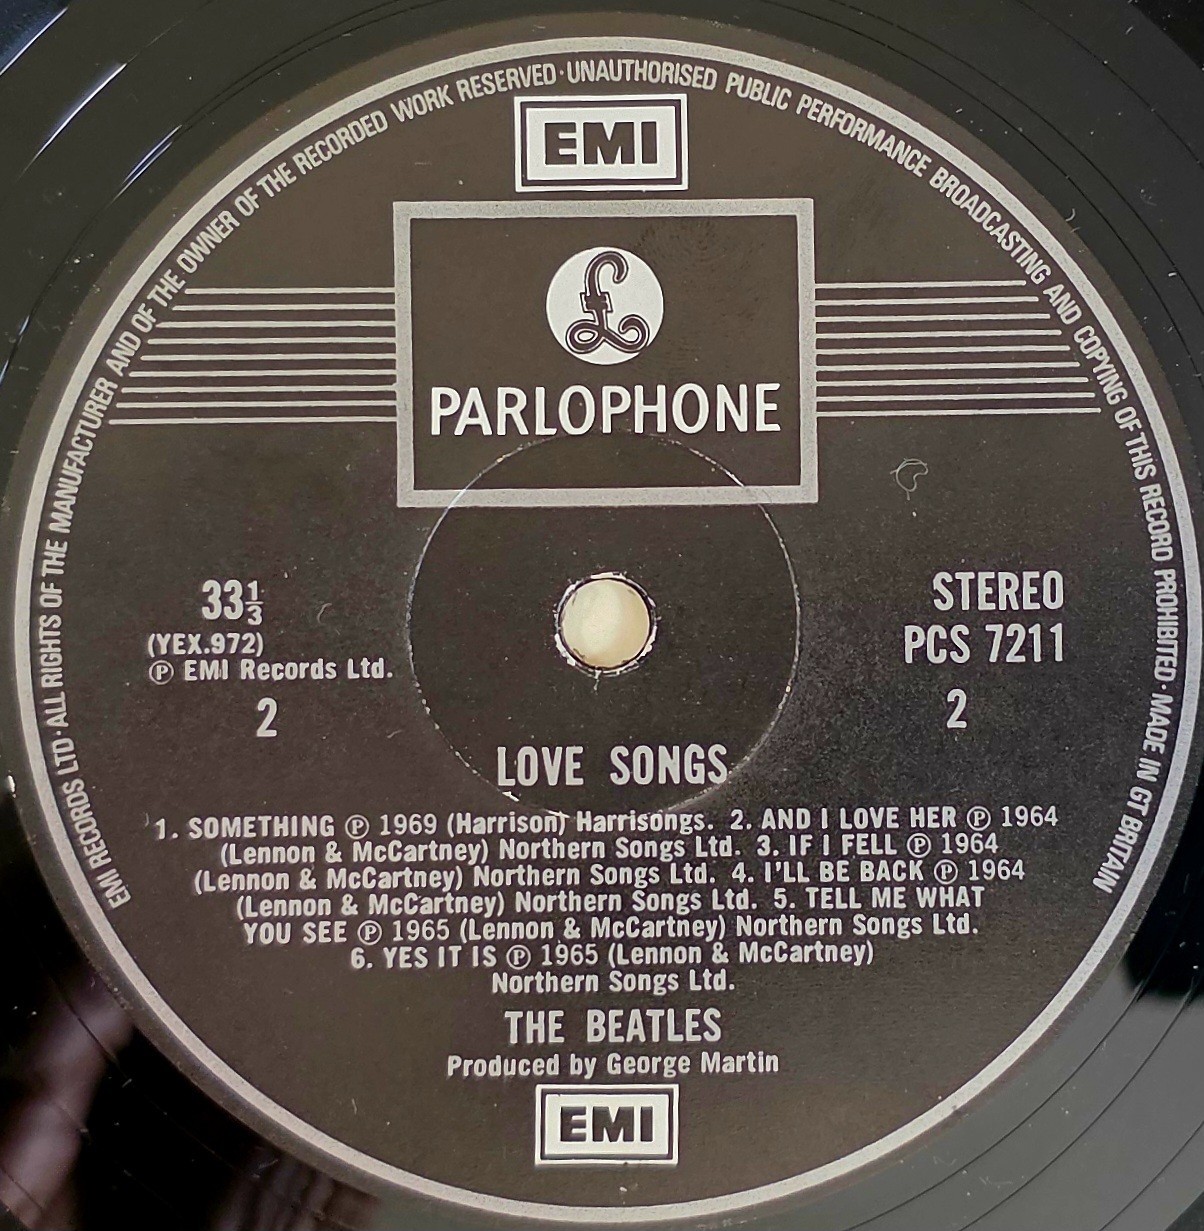 EMI RECORDS LTD · ALL RIGHTS OF THE MANUFACTURER AND OF THE OWNER OF THE RECORDED WORK RESERVED · UNAUTHORISED PUBLIC PERFORMANCE BROADCASTING AND COPYING OF THIS RECORD PROHIBITED · MADE IN GT BRITAIN
EMI
£
PARLOPHONE
33⅓
(YEX.972)
℗ EMI Records Ltd.
2
STEREO
PCS 7211
2
LOVE SONGS
1. SOMETHING ℗ 1969 (Harrison) Harrisongs. 2. AND I LOVE HER ℗ 1964
(Lennon & McCartney) Northern Songs Ltd. 3. IF I FELL ℗ 1964
(Lennon & McCartney) Northern Songs Ltd. 4. I'LL BE BACK ℗ 1964
(Lennon & McCartney) Northern Songs Ltd. 5. TELL ME WHAT
YOU SEE ℗ 1965 (Lennon & McCartney) Northern Songs Ltd.
6. YES IT IS ℗ 1965 (Lennon & McCartney)
Northern Songs Ltd.
THE BEATLES
Produced by George Martin
EMI